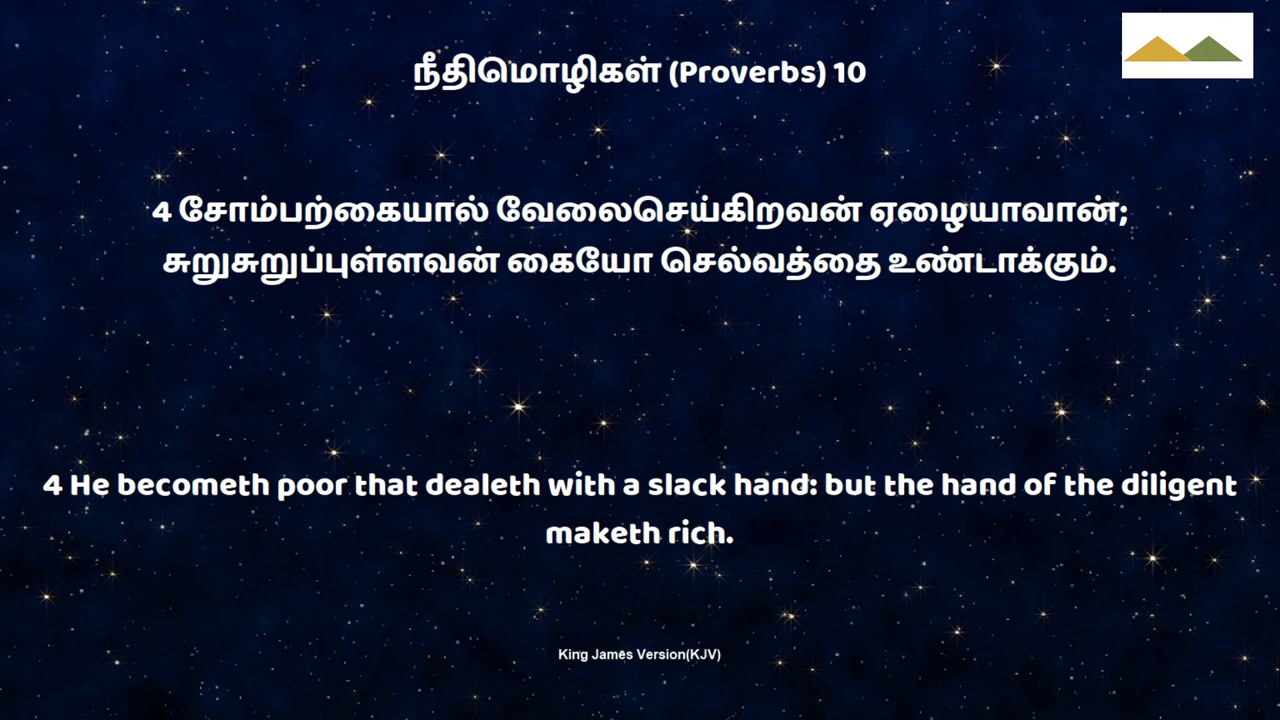 நீதிமொழிகள் (Proverbs) 10
4 சோம்பற்கையால் வேலைசெய்கிறவன் ஏழையாவான்;
சுறுசுறுப்புள்ளவன் கையோ செல்வத்தை உண்டாக்கும்.
4 He becometh poor that dealeth with a slack hand: but the hand of the diligent
maketh rich.
King James Version(KJV)